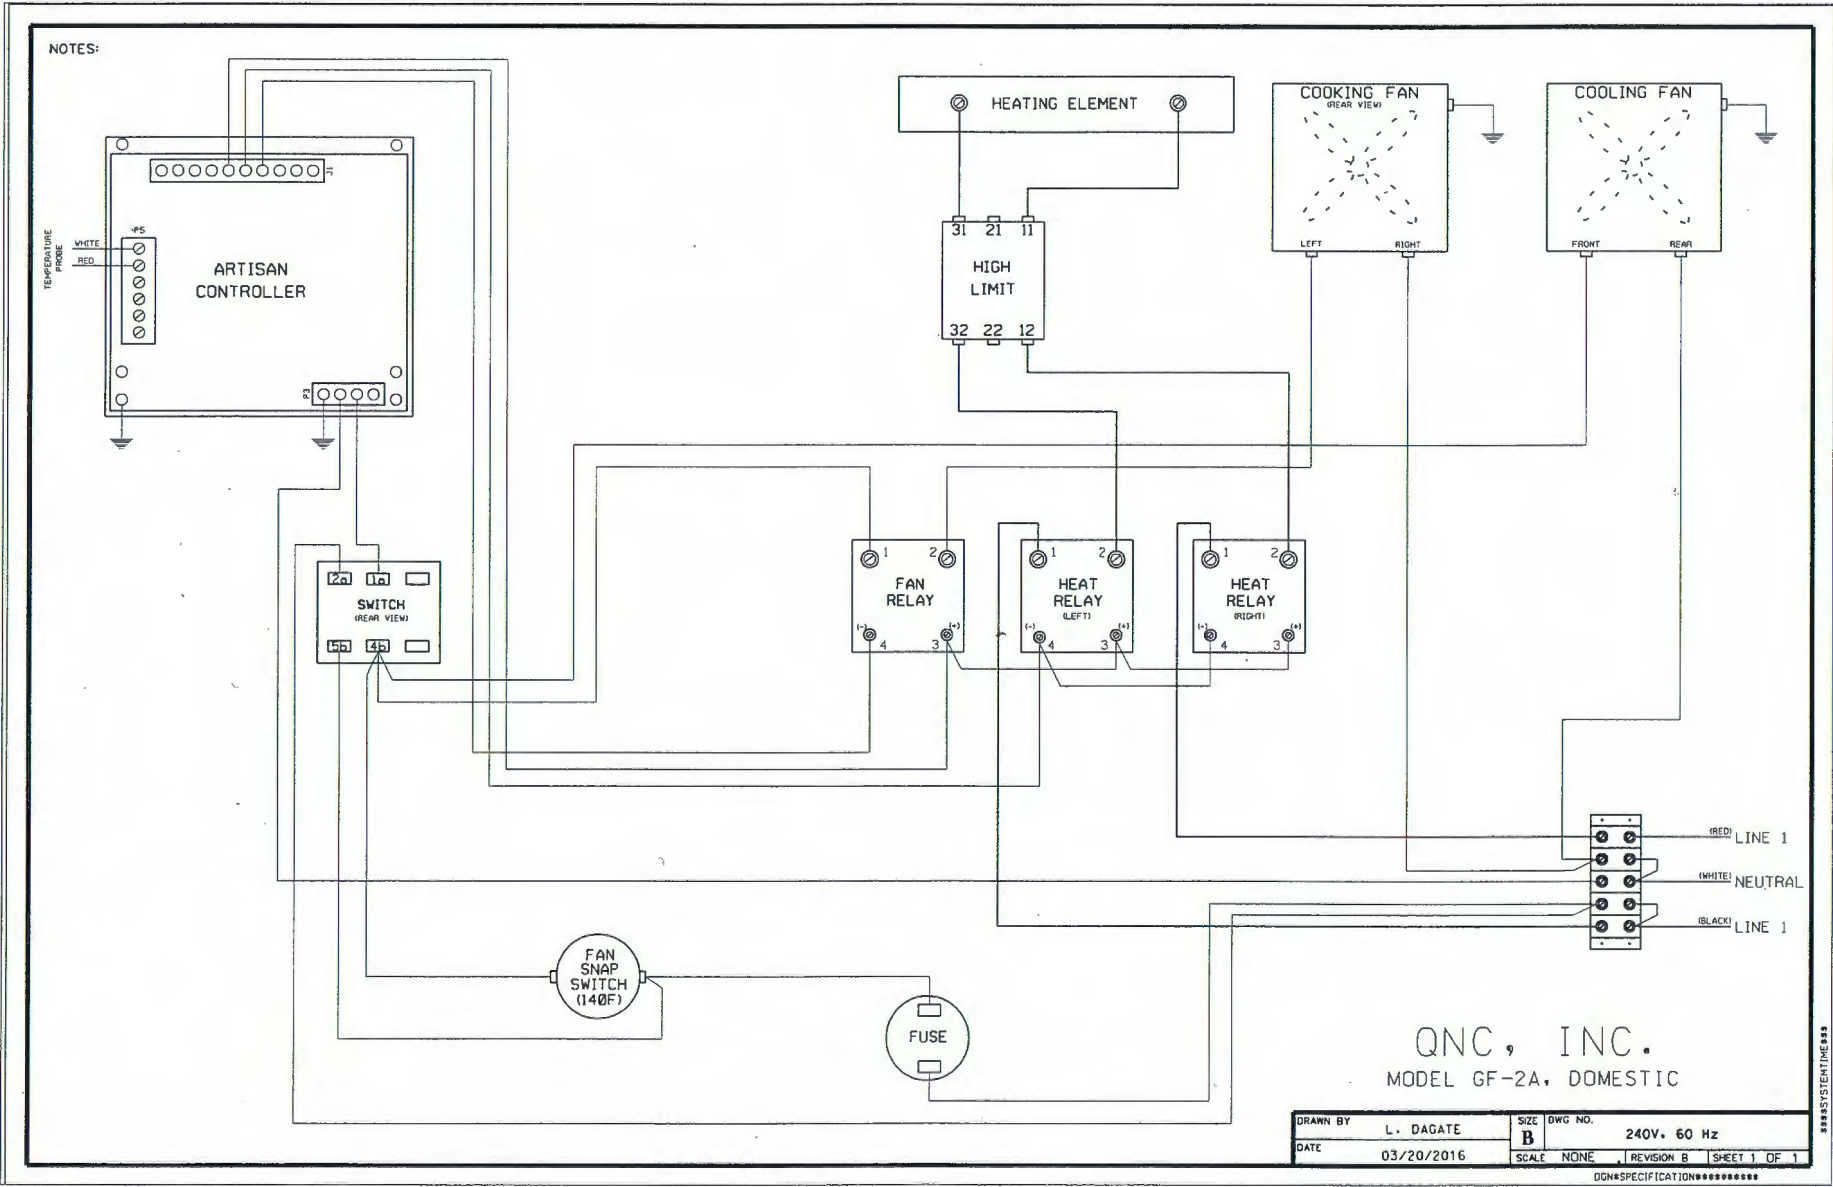 NOTES:
HEATING ELEMENT
COOKING FAN
(REAR VIEW)
LEFT
RIGHT
COOLING FAN
FRONT
REAR
J1
P5
WHITE
RED
TEMPERATURE
PROBE
ARTISAN
CONTROLLER
P3
31 21 11
HIGH
LIMIT
32 22 12
2a 1a
SWITCH
(REAR VIEW)
5b 4b
1 2
FAN
RELAY
(-) (+)
4 3
1 2
HEAT
RELAY
(LEFT)
(-) (+)
4 3
1 2
HEAT
RELAY
(RIGHT)
(-) (+)
4 3
(RED) LINE 1
(WHITE) NEUTRAL
(BLACK) LINE 1
FAN
SNAP
SWITCH
(140F)
FUSE
QNC, INC.
MODEL GF-2A, DOMESTIC
DRAWN BY
L. DAGATE
DATE
03/20/2016
SIZE
B
DWG NO.
240V. 60 Hz
SCALE NONE
REVISION B
SHEET 1 OF 1
DGN*SPECIFICATION**********
$$$SYSTEMTIME$$$